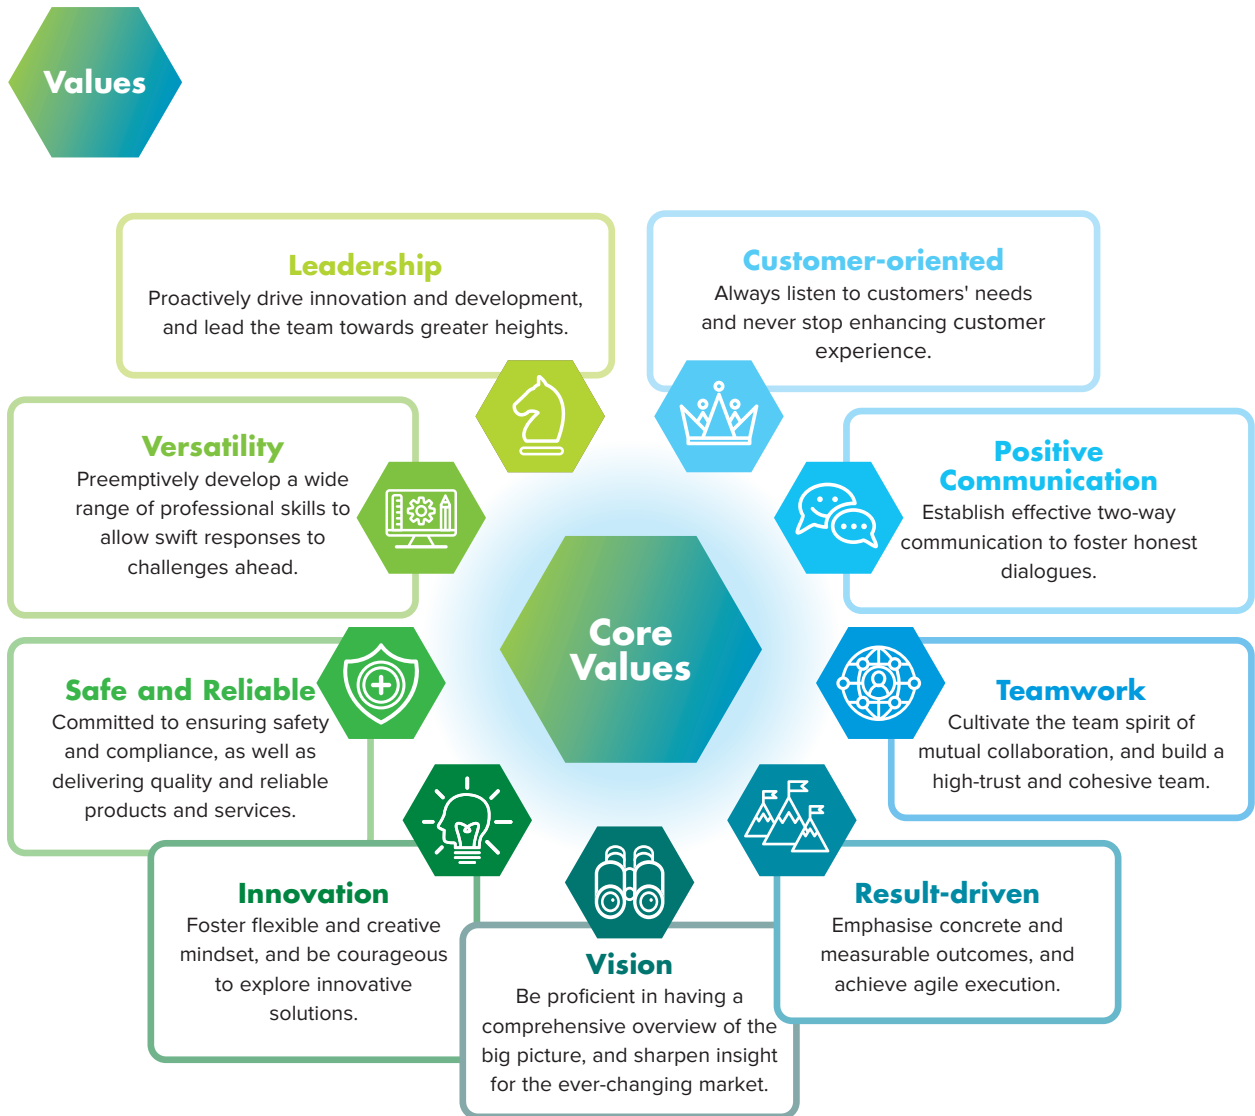 Values
Leadership
Proactively drive innovation and development,
and lead the team towards greater heights.
Customer-oriented
Always listen to customers' needs
and never stop enhancing customer
experience.
Versatility
Preemptively develop a wide
range of professional skills to
allow swift responses to
challenges ahead.
Positive
Communication
Establish effective two-way
communication to foster honest
dialogues.
Core
Values
Safe and Reliable
Committed to ensuring safety
and compliance, as well as
delivering quality and reliable
products and services.
Teamwork
Cultivate the team spirit of
mutual collaboration, and build a
high-trust and cohesive team.
Innovation
Foster flexible and creative
mindset, and be courageous
to explore innovative
solutions.
Vision
Be proficient in having a
comprehensive overview of the
big picture, and sharpen insight
for the ever-changing market.
Result-driven
Emphasise concrete and
measurable outcomes, and
achieve agile execution.